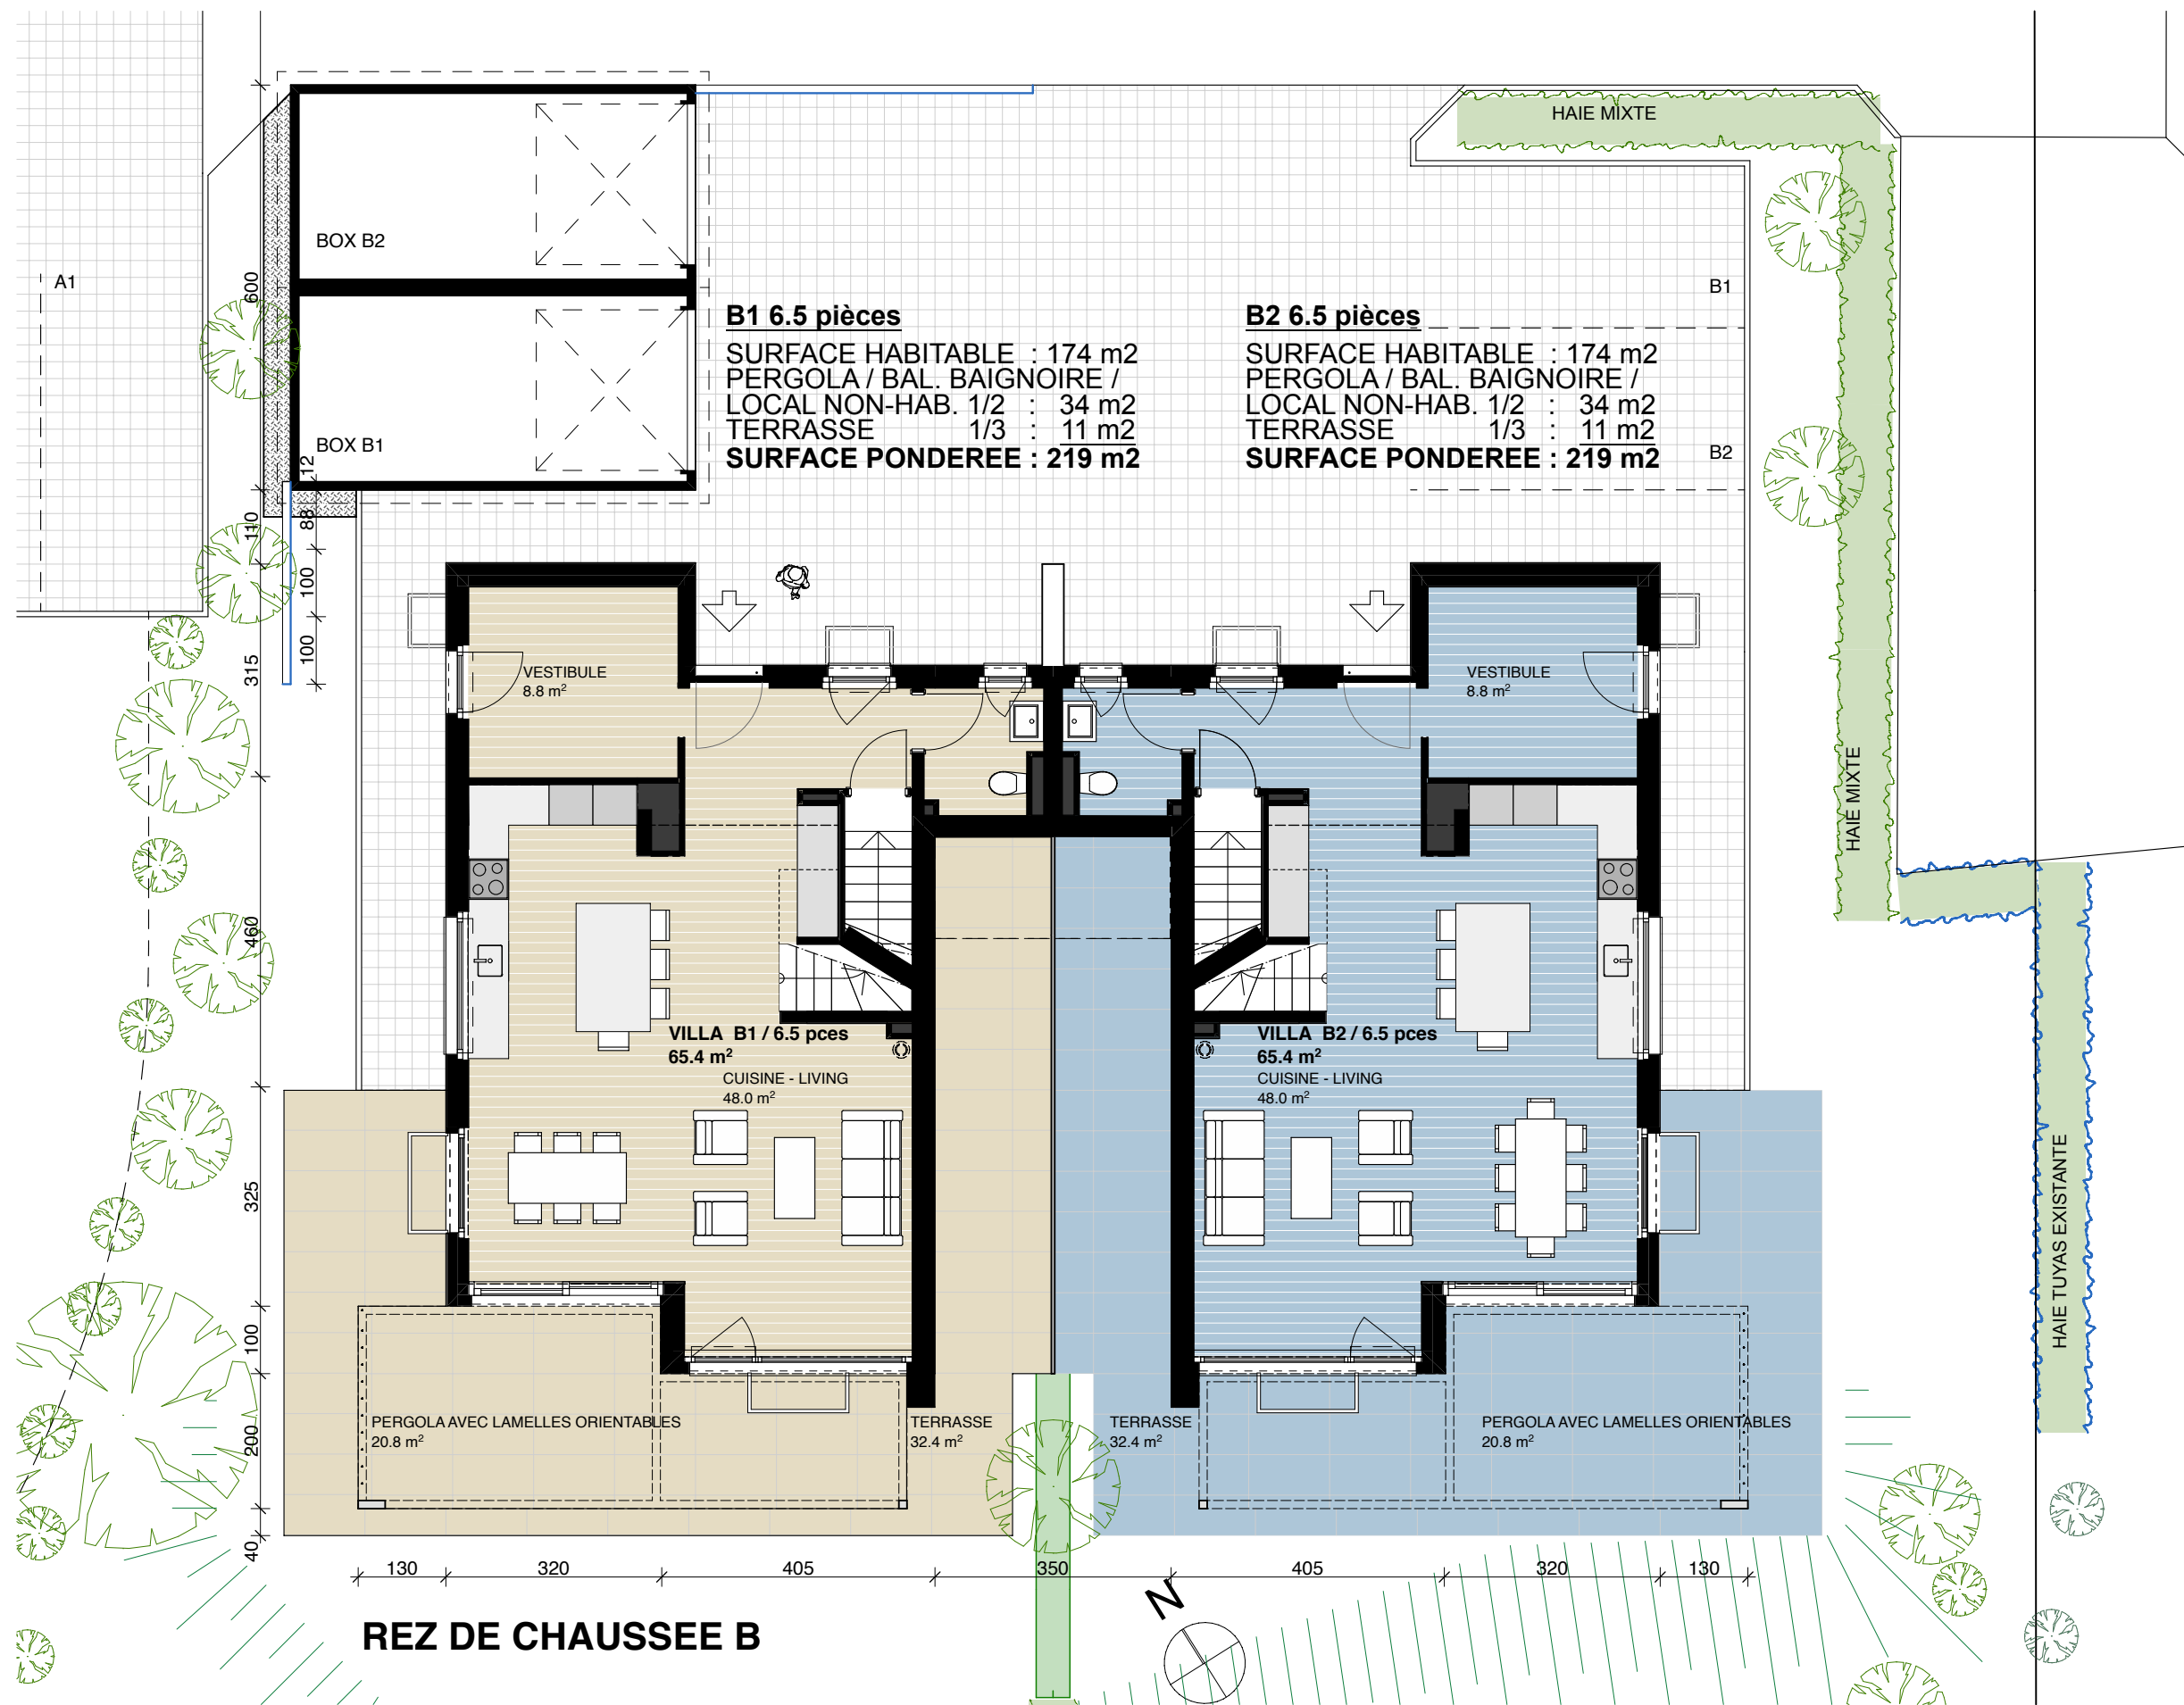 HAIE MIXTE
BOX B2
A1
600
B1
B1 6.5 pièces
SURFACE HABITABLE : 174 m2
PERGOLA / BAL. BAIGNOIRE /
LOCAL NON-HAB. 1/2 : 34 m2
TERRASSE 1/3 : 11 m2
SURFACE PONDEREE : 219 m2
B2 6.5 pièces
SURFACE HABITABLE : 174 m2
PERGOLA / BAL. BAIGNOIRE /
LOCAL NON-HAB. 1/2 : 34 m2
TERRASSE 1/3 : 11 m2
SURFACE PONDEREE : 219 m2
BOX B1
B2
12
110
88
100
100
315
VESTIBULE
8.8 m²
VESTIBULE
8.8 m²
HAIE MIXTE
460
VILLA B1 / 6.5 pces
65.4 m²
CUISINE - LIVING
48.0 m²
VILLA B2 / 6.5 pces
65.4 m²
CUISINE - LIVING
48.0 m²
325
HAIE TUYAS EXISTANTE
100
PERGOLA AVEC LAMELLES ORIENTABLES
20.8 m²
TERRASSE
32.4 m²
TERRASSE
32.4 m²
PERGOLA AVEC LAMELLES ORIENTABLES
20.8 m²
200
40
130 320 405 350 405 320 130
N
REZ DE CHAUSSEE B